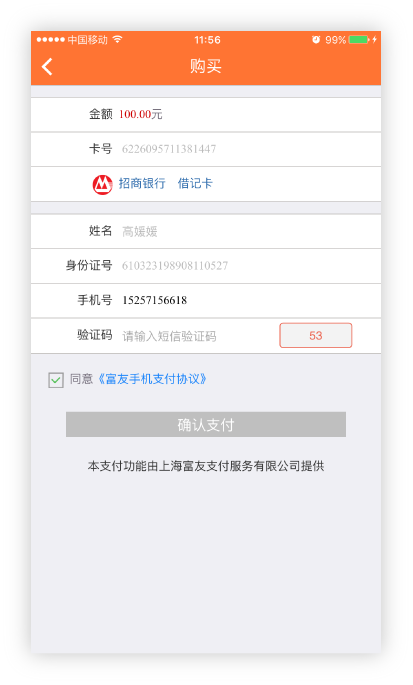 中国移动 11:56 99%
购买
金额 100.00元
卡号 6226095711381447
招商银行 借记卡
姓名 高媛媛
身份证号 610323198908110527
手机号 15257156618
验证码 请输入短信验证码 53
同意《富友手机支付协议》
确认支付
本支付功能由上海富友支付服务有限公司提供